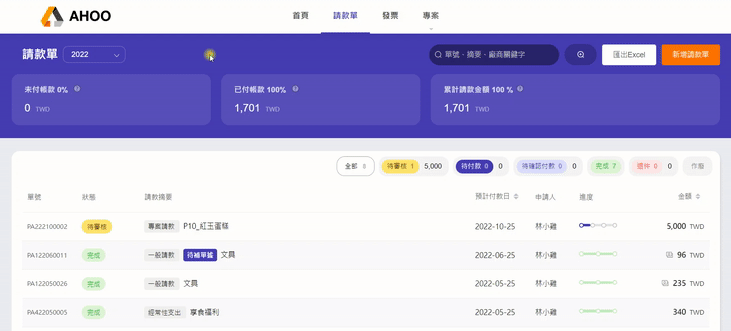 AHOO 首頁 請款單 發票 專案
請款單 2022 單號、摘要、廠商關鍵字 匯出Excel 新增請款單
未付帳款 0% 已付帳款 100% 累計請款金額 100 %
0 TWD 1,701 TWD 1,701 TWD
全部 8 待審核 1 5,000 待付款 0 0 待確認付款 0 0 完成 7 退件 0 0 作廢
單號 狀態 請款摘要 預計付款日 申請人 進度 金額
PA222100002 待審核 專案請款 P10_紅玉蛋糕 2022-10-25 林小雞 5,000 TWD
PA122060011 完成 一般請款 待補單據 文具 2022-06-25 林小雞 96 TWD
PA122050026 完成 一般請款 文具 2022-05-25 林小雞 235 TWD
PA422050005 完成 經常性支出 享食福利 2022-05-25 林小雞 340 TWD